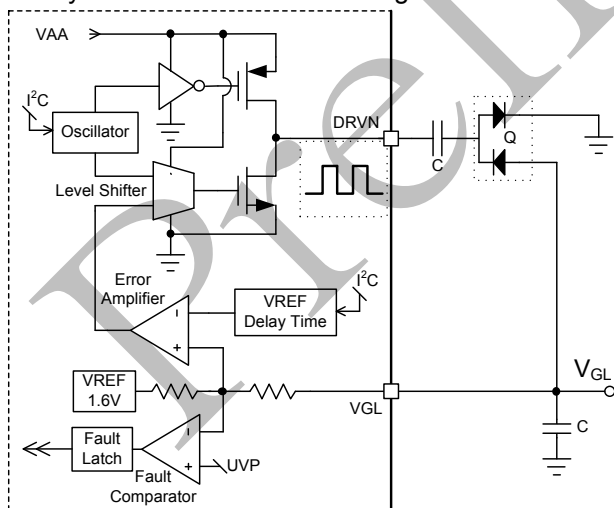 VAA
I²C
Oscillator
DRVN
C
Q
Level Shifter
Error
Amplifier
VREF
Delay Time
I²C
VREF
1.6V
VGL
VGL
C
Fault
Latch
Fault
Comparator
UVP
-
+
-
+